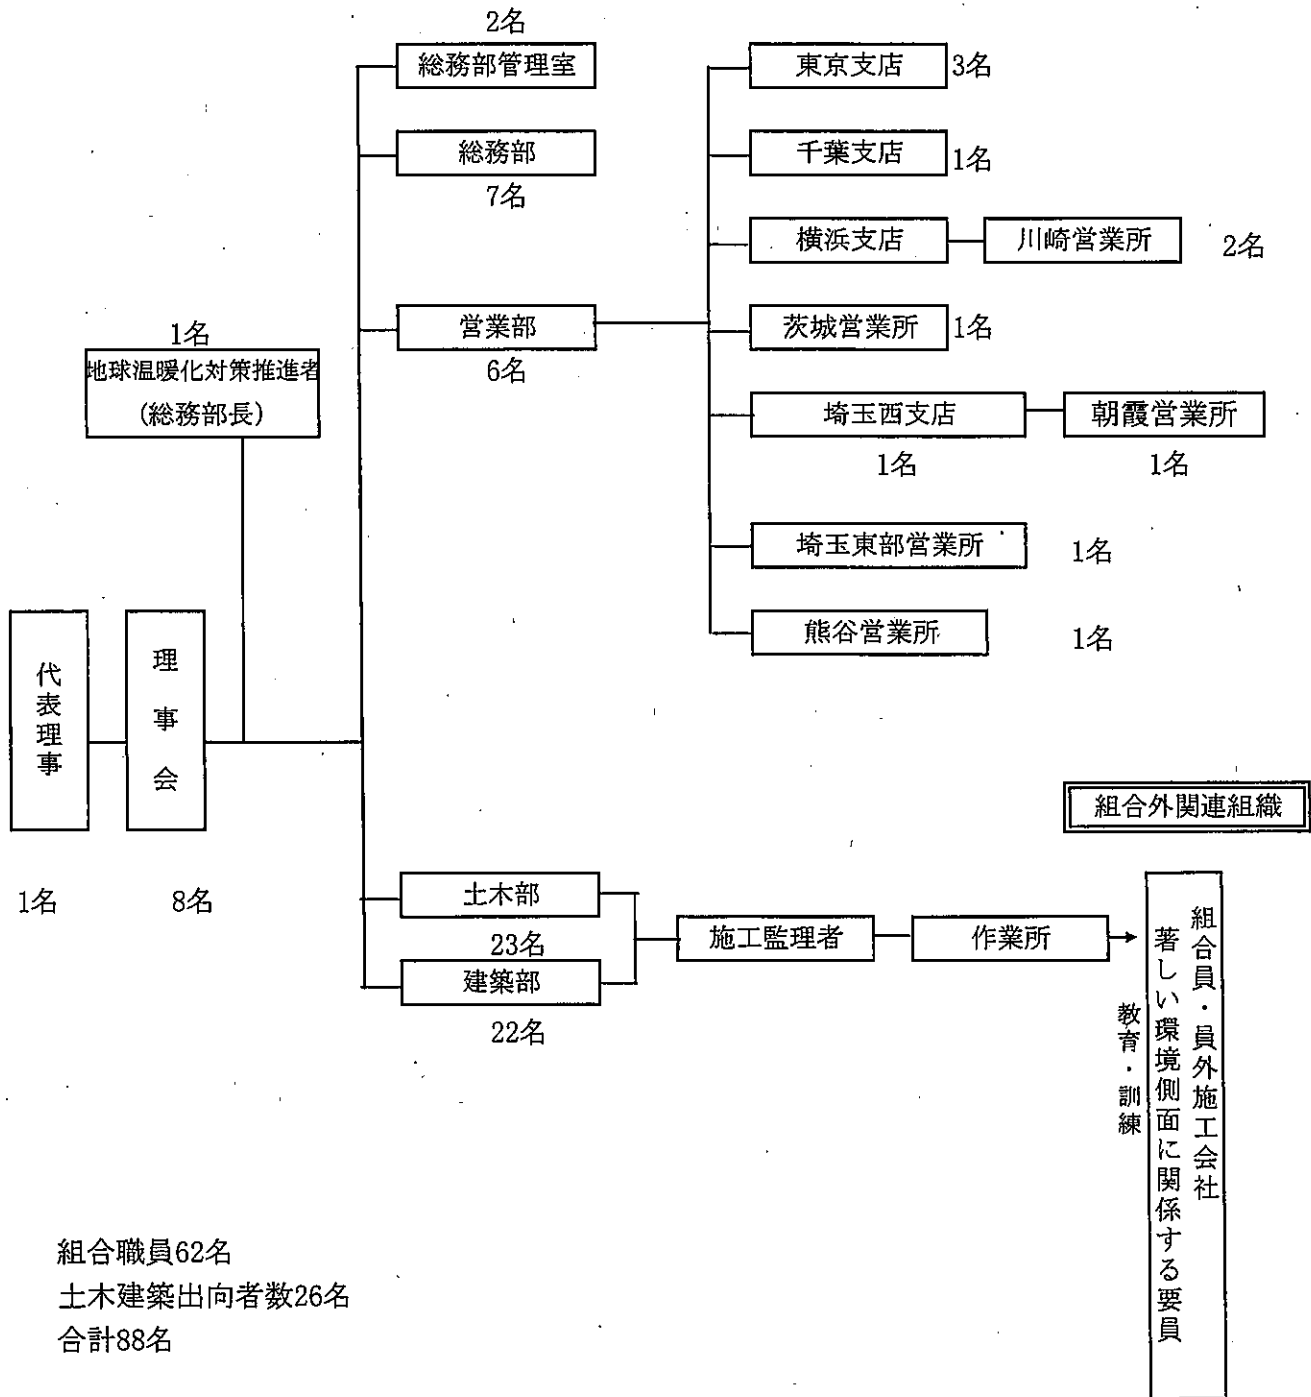 2名
総務部管理室
東京支店
3名
総務部
7名
千葉支店
1名
横浜支店
川崎営業所
2名
営業部
6名
茨城営業所
1名
1名
地球温暖化対策推進者
(総務部長)
埼玉西支店
1名
朝霞営業所
1名
埼玉東部営業所
1名
熊谷営業所
1名
代表理事
1名
理事会
8名
組合外関連組織
土木部
23名
建築部
22名
施工監理者
作業所
組合員・員外施工会社
著しい環境側面に関係する要員
教育・訓練
組合職員62名
土木建築出向者数26名
合計88名